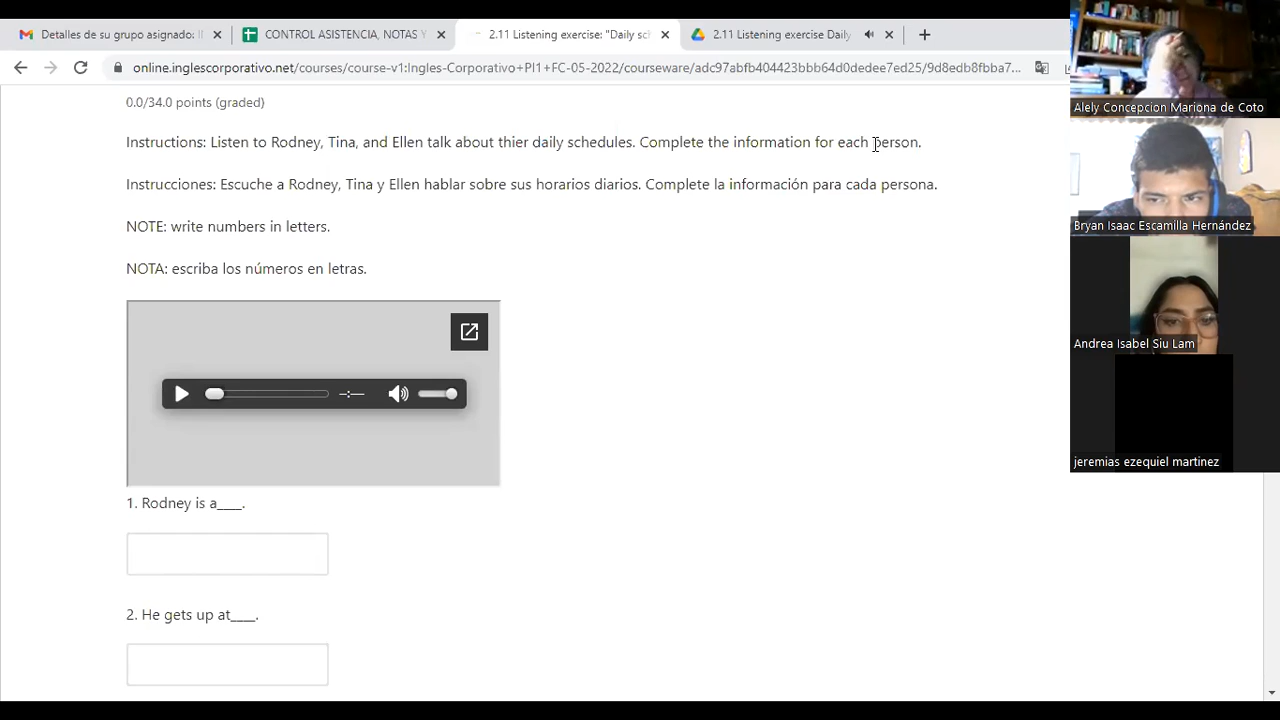 Detalles de su grupo asignado:
CONTROL ASISTENCIA, NOTAS Y
2.11 Listening exercise: "Daily sch
2.11 Listening exercise Daily
online.inglescorporativo.net/courses/course-v1:Ingles-Corporativo+PI1+FC-05-2022/courseware/adc97abfb404423bbb64d0dedee7ed25/9d8edb8fbba7...
0.0/34.0 points (graded)
Instructions: Listen to Rodney, Tina, and Ellen talk about thier daily schedules. Complete the information for each person.
Instrucciones: Escuche a Rodney, Tina y Ellen hablar sobre sus horarios diarios. Complete la información para cada persona.
NOTE: write numbers in letters.
NOTA: escriba los números en letras.
-:--
1. Rodney is a____.
2. He gets up at____.
Alely Concepcion Mariona de Coto
Bryan Isaac Escamilla Hernández
Andrea Isabel Siu Lam
jeremias ezequiel martinez